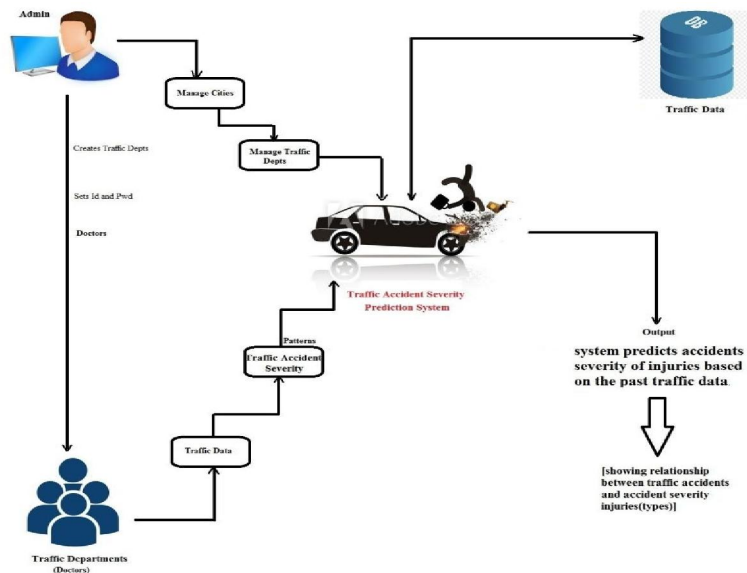 Admin
DB
Traffic Data
Manage Cities
Creates Traffic Depts
Manage Traffic
Depts
Sets Id and Pwd
Doctors
Traffic Accident Severity
Prediction System
Output
system predicts accidents
severity of injuries based
on the past traffic data
Patterns
Traffic Accident
Severity
Traffic Data
[showing relationship
between traffic accidents
and accident severity
injuries(types)]
Traffic Departments
(Doctors)